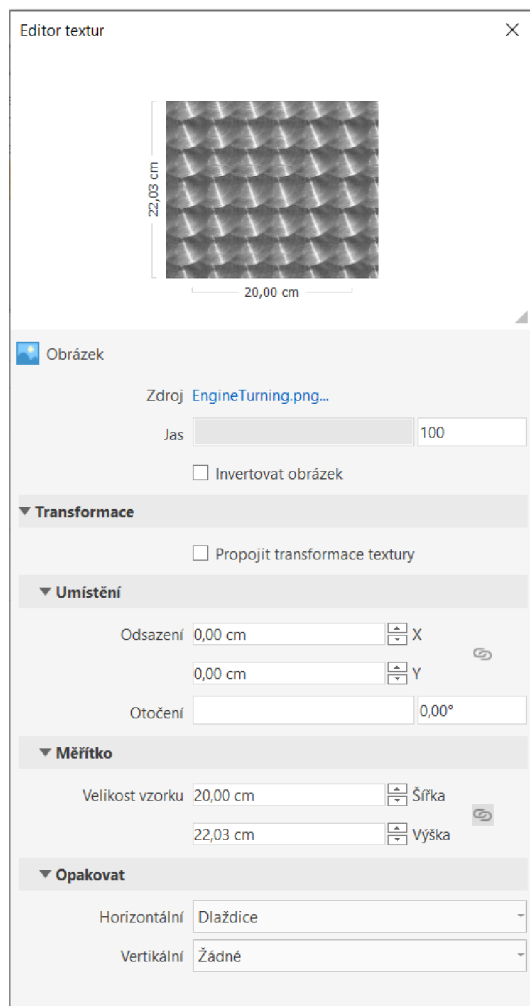 Editor textur
22,03 cm
20,00 cm
Obrázek
Zdroj EngineTurning.png...
Jas 100
Invertovat obrázek
Transformace
Propojit transformace textury
Umístění
Odsazení 0,00 cm X
0,00 cm Y
Otočení 0,00°
Měřítko
Velikost vzorku 20,00 cm Šířka
22,03 cm Výška
Opakovat
Horizontální Dlaždice
Vertikální Žádné